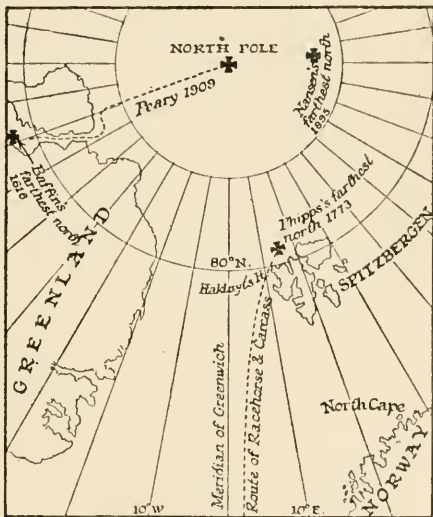 NORTH POLE
Peary 1909
Nansen's
farthest north
1895
Baffin's
farthest north
1616
Phipps's farthest
north 1773
80°N.
Hakluyt's H.
SPITZBERGEN
GREENLAND
Meridian of Greenwich
Route of Racehorse & Carcass
North Cape
NORWAY
10°W
10°E.